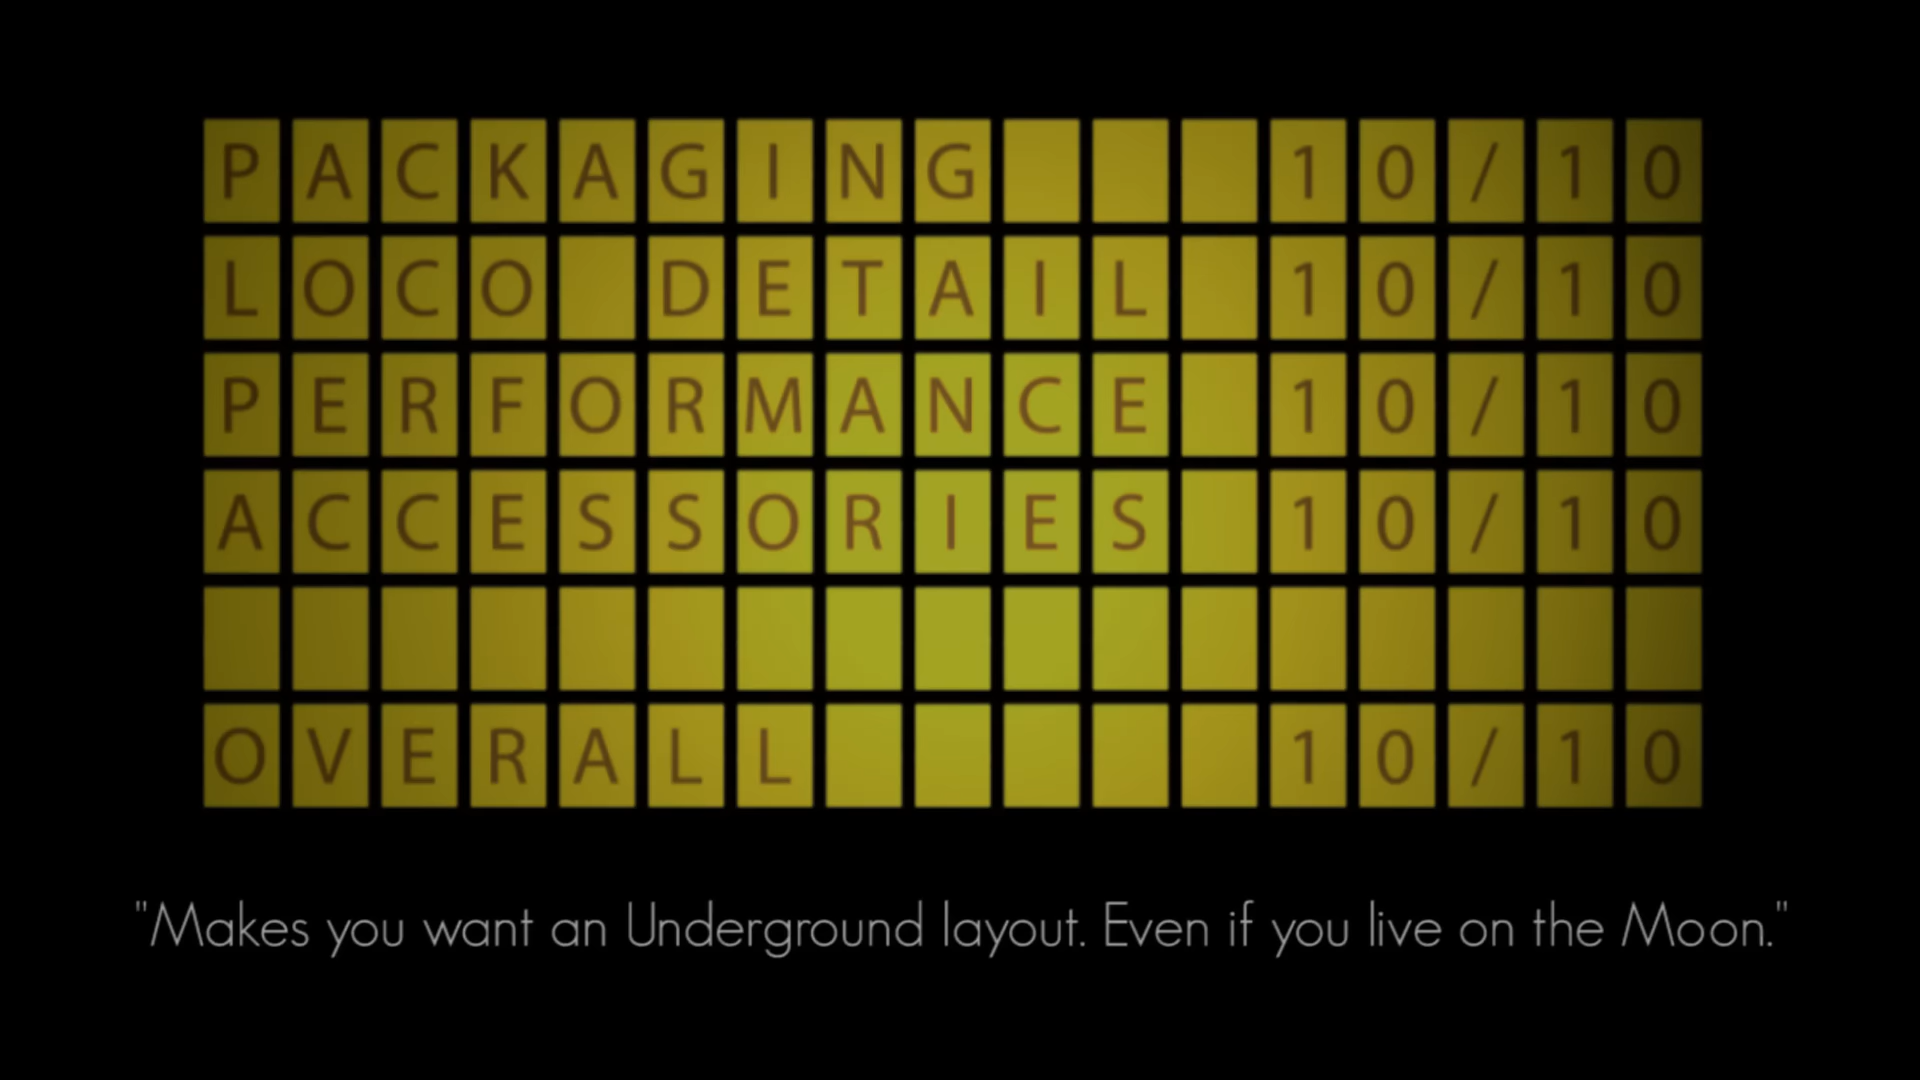 PACKAGING 10/10
LOCO DETAIL 10/10
PERFORMANCE 10/10
ACCESSORIES 10/10
OVERALL 10/10
"Makes you want an Underground layout. Even if you live on the Moon."